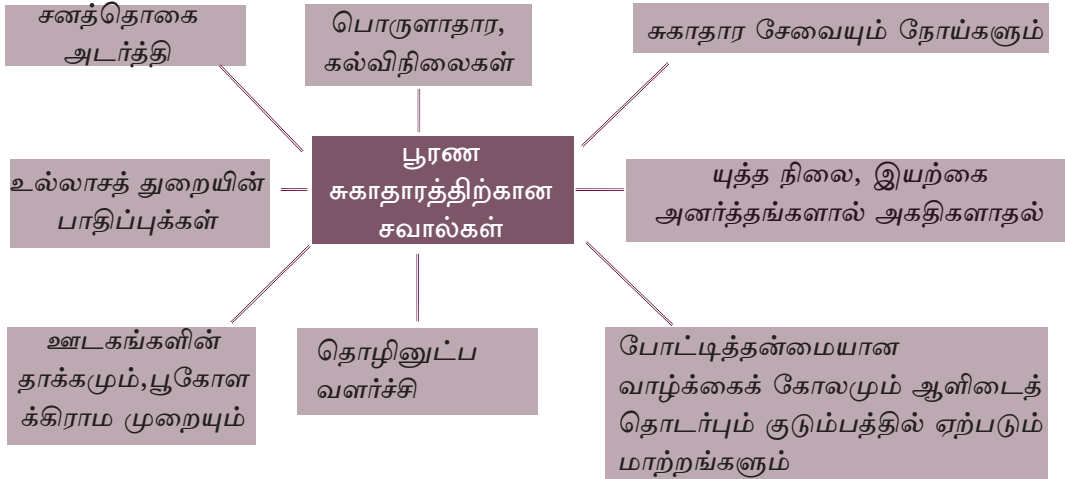 சனத்தொகை
அடர்த்தி
பொருளாதார,
கல்விநிலைகள்
சுகாதார சேவையும் நோய்களும்
உல்லாசத் துறையின்
பாதிப்புக்கள்
பூரண
சுகாதாரத்திற்கான
சவால்கள்
யுத்த நிலை, இயற்கை
அனர்த்தங்களால் அகதிகளாதல்
ஊடகங்களின்
தாக்கமும்,பூகோள
க்கிராம முறையும்
தொழினுட்ப
வளர்ச்சி
போட்டித்தன்மையான
வாழ்க்கைக் கோலமும் ஆளிடைத்
தொடர்பும் குடும்பத்தில் ஏற்படும்
மாற்றங்களும்